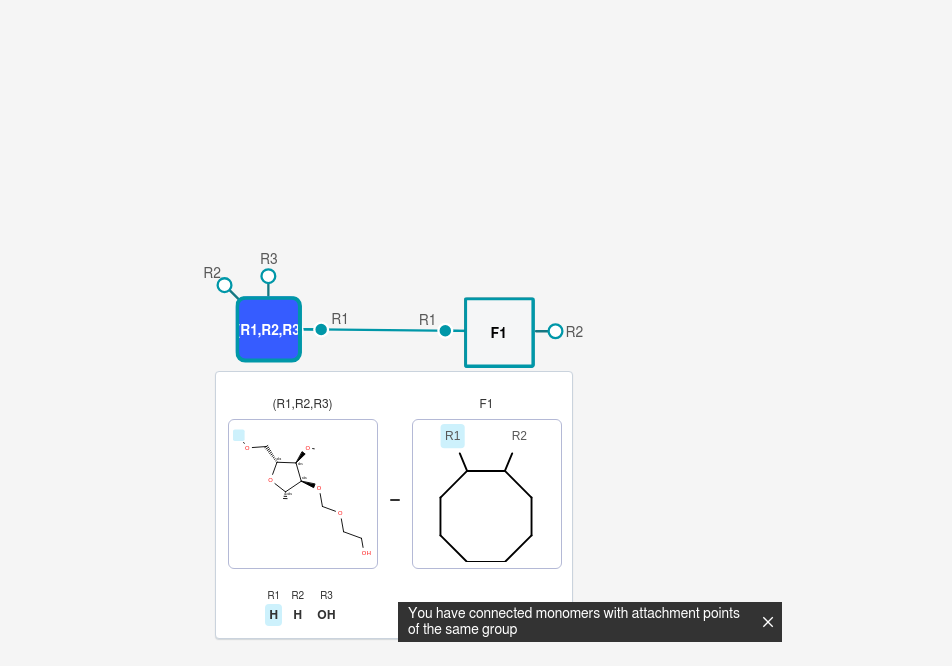 R3
R2
R1
R1
R1,R2,R3
F1
R2
(R1,R2,R3)
F1
R1
R2
O
O
O
O
O
OH
R1 R2 R3
H H OH
You have connected monomers with attachment points
of the same group